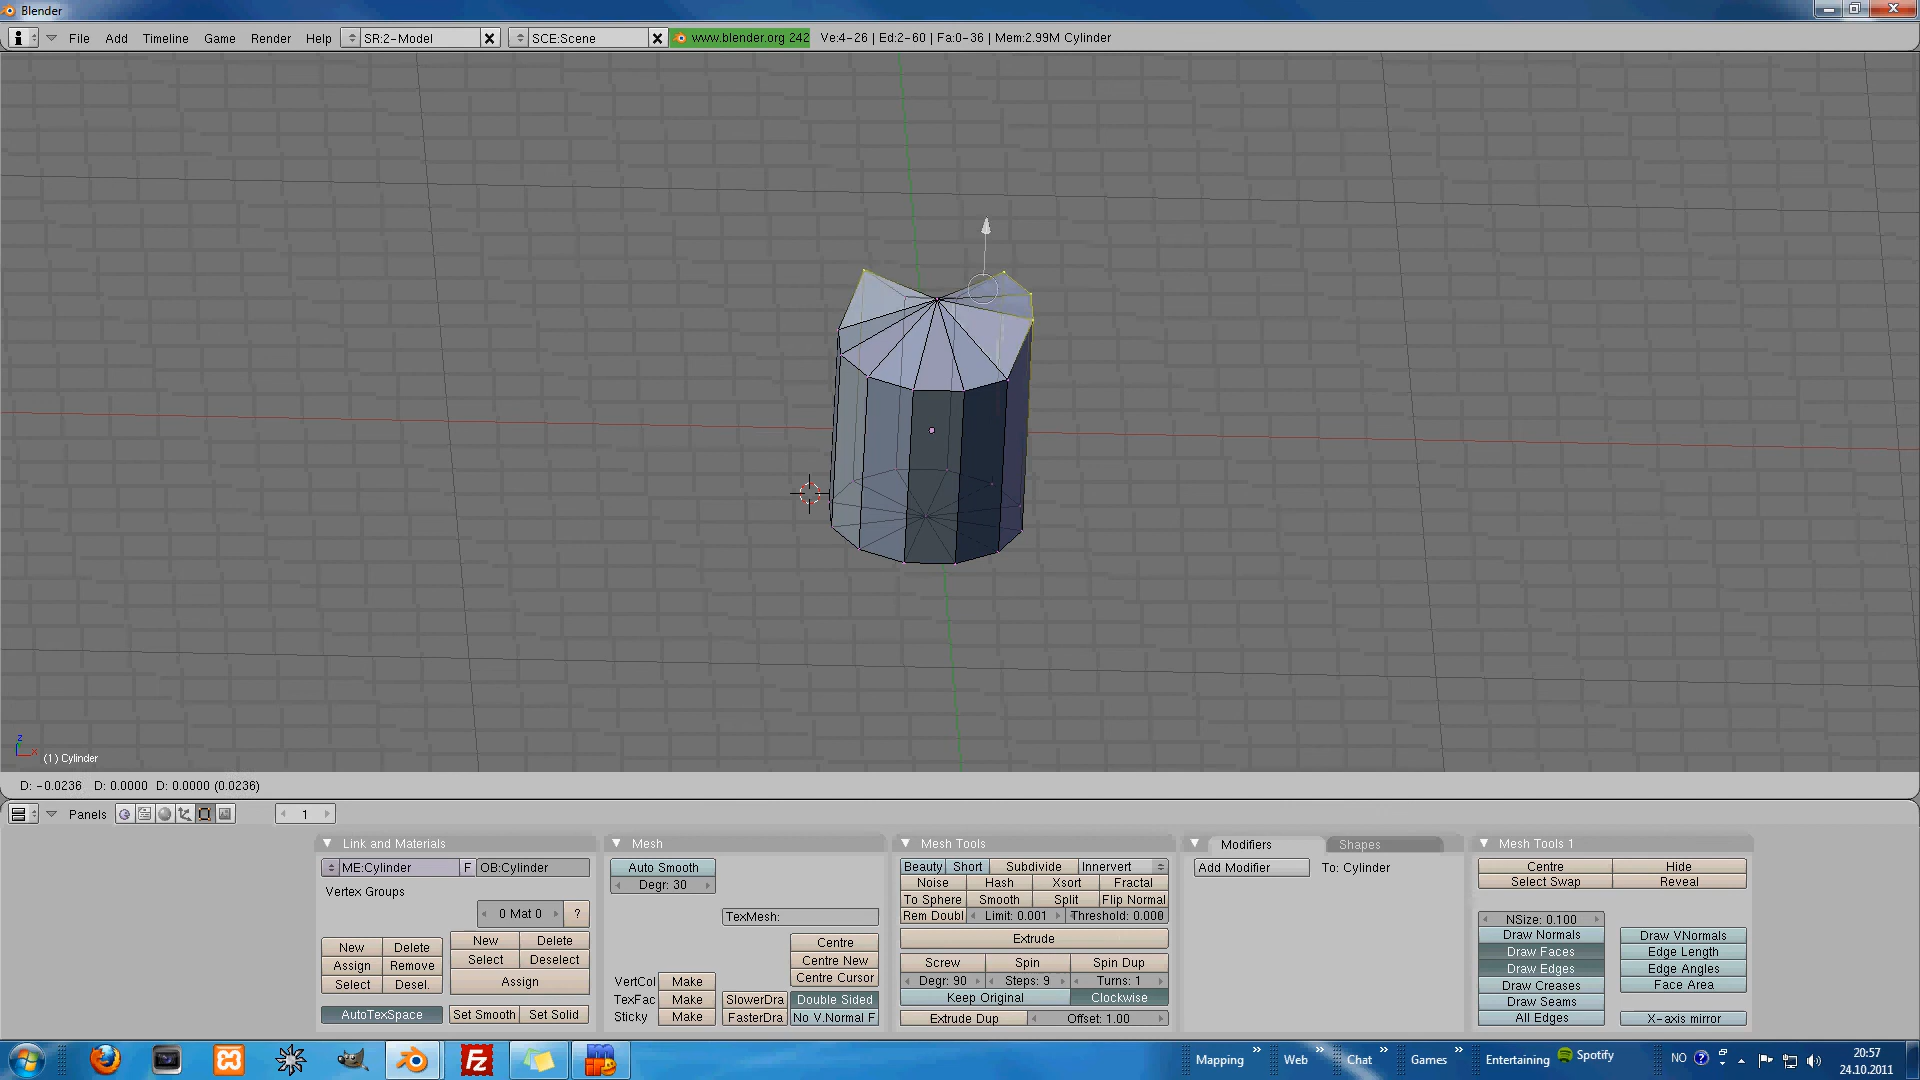 Blender
File Add Timeline Game Render Help SR:2-Model SCE:Scene www.blender.org 242 Ve:4-26 | Ed:2-60 | Fa:0-36 | Mem:2.99M Cylinder
z
x
(1) Cylinder
D: -0.0236 D: 0.0000 D: 0.0000 (0.0236)
Panels 1
Link and Materials
ME:Cylinder F OB:Cylinder
Vertex Groups
0 Mat 0 ?
New Delete
Assign Remove
Select Desel.
New Delete
Select Deselect
Assign
AutoTexSpace Set Smooth Set Solid
Mesh
Auto Smooth
Degr: 30
TexMesh:
Centre
Centre New
Centre Cursor
VertCol Make
TexFac Make SlowerDra Double Sided
Sticky Make FasterDra No V.Normal F
Mesh Tools
Beauty Short Subdivide Innervert
Noise Hash Xsort Fractal
To Sphere Smooth Split Flip Normal
Rem Doubl Limit: 0.001 Threshold: 0.000
Extrude
Screw Spin Spin Dup
Degr: 90 Steps: 9 Turns: 1
Keep Original Clockwise
Extrude Dup Offset: 1.00
Modifiers Shapes
Add Modifier To: Cylinder
Mesh Tools 1
Centre Hide
Select Swap Reveal
NSize: 0.100
Draw Normals
Draw Faces
Draw Edges
Draw Creases
Draw Seams
All Edges
Draw VNormals
Edge Length
Edge Angles
Face Area
X-axis mirror
Fz
Mapping » Web » Chat » Games » Entertaining Spotify NO ? 20:57
24.10.2011